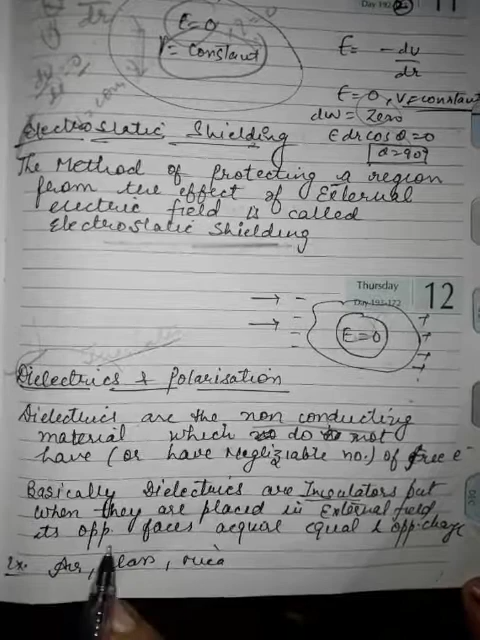 E=0
V= constant
E= -dv
dr
E=0, V=constant
dw = Zero
E dr cos θ=0
θ=90°
Electrostatic Shielding
The Method of Protecting a region
from the effect of External
electric field is called
Electrostatic Shielding
Thursday
12
Day 193-172
E=0
Dielectrics & Polarisation
Dielectrics are the non conducting
material which do not
have (or have Negligiable no.) of free e⁻
Basically Dielectrics are Insulators but
when they are placed in External field
its opp. faces acquire equal & opp. charge
Ex. Air, Glass, mica